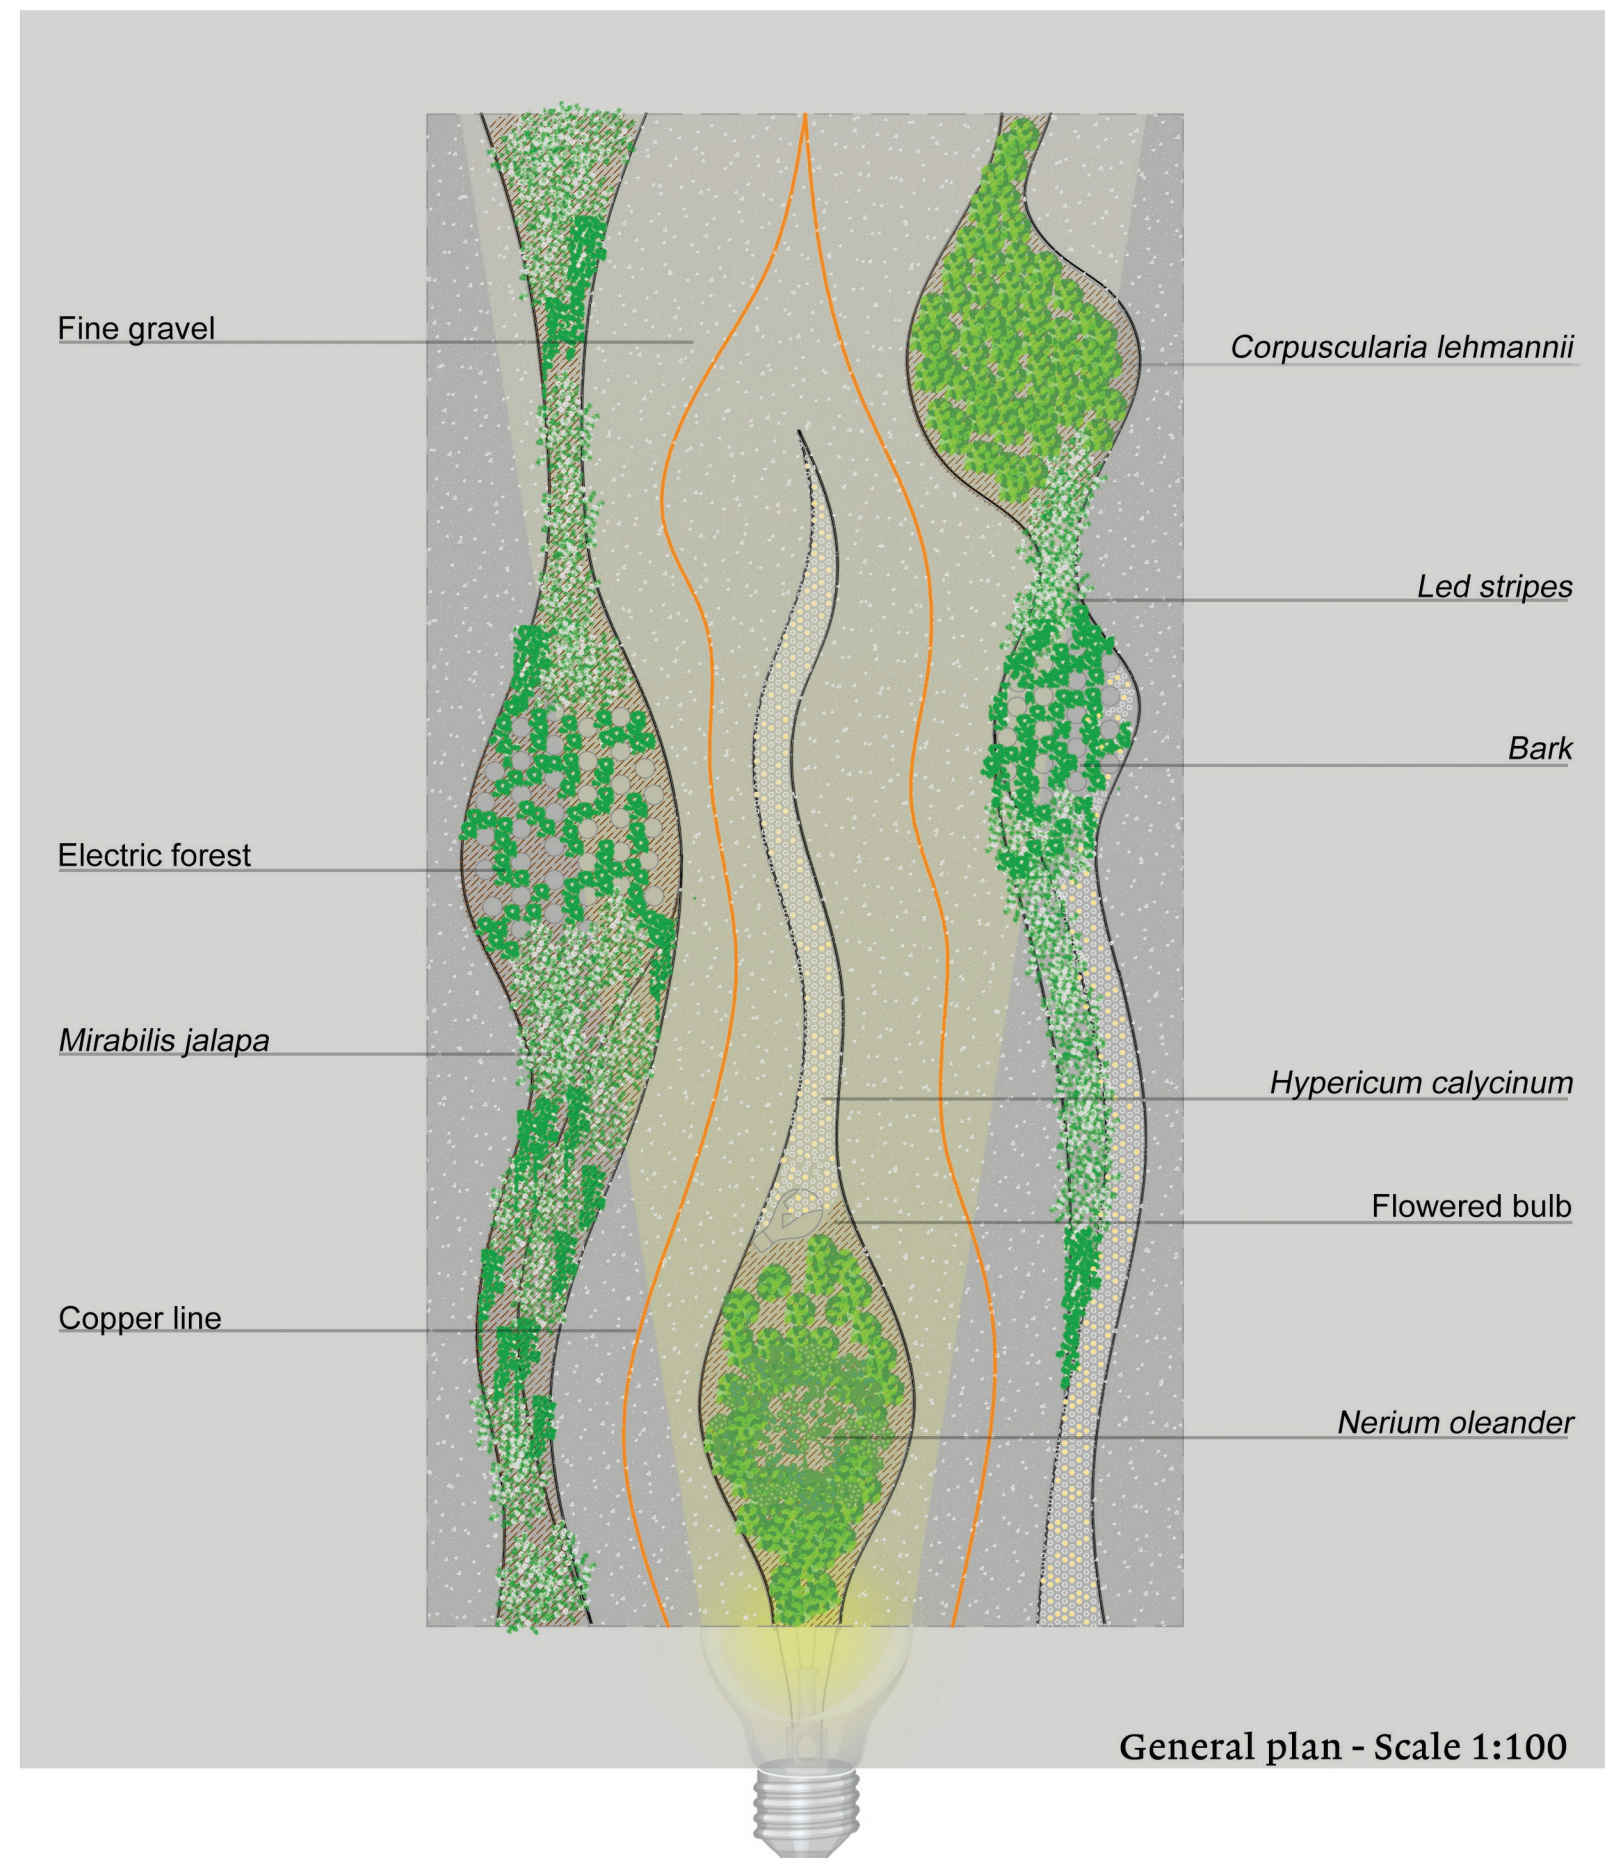 Fine gravel
Corpuscularia lehmannii
Led stripes
Bark
Electric forest
Mirabilis jalapa
Hypericum calycinum
Flowered bulb
Copper line
Nerium oleander
General plan - Scale 1:100